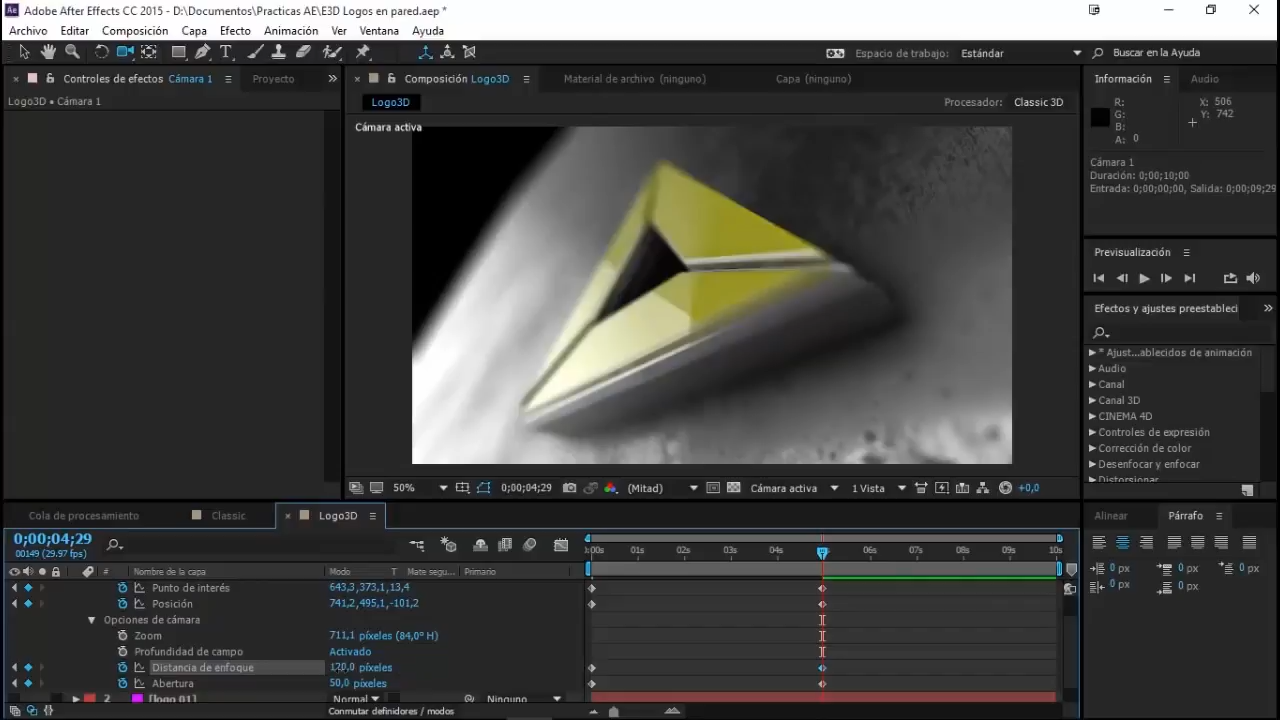 Adobe After Effects CC 2015 - D:\Documentos\Practicas AE\E3D Logos en pared.aep *
Archivo Editar Composición Capa Efecto Animación Ver Ventana Ayuda
Espacio de trabajo: Estándar Buscar en la Ayuda
Controles de efectos Cámara 1 Proyecto
Composición Logo3D Material de archivo (ninguno) Capa (ninguno)
Información Audio
Logo3D • Cámara 1
Logo3D Procesador: Classic 3D
R: X: 506
G: Y: 742
B:
A: 0
Cámara activa
Cámara 1
Duración: 0;00;10;00
Entrada: 0;00;00;00, Salida: 0;00;09;29
Previsualización
Efectos y ajustes preestableci
* Ajust...ablecidos de animación
Audio
Canal
Canal 3D
CINEMA 4D
Controles de expresión
Corrección de color
Desenfocar y enfocar
Distorsionar
50% 0;00;04;29 (Mitad) Cámara activa 1 Vista +0,0
Cola de procesamiento Classic Logo3D
Alinear Párrafo
0;00;04;29
00149 (29.97 fps)
:00s 01s 02s 03s 04s 06s 07s 08s 09s 10s
# Nombre de la capa Modo T Mate segu... Primario
0 px 0 px 0 px
0 px 0 px
Punto de interés 643,3,373,1,13,4
Posición 741,2,495,1,-101,2
Opciones de cámara
Zoom 711,1 píxeles (84,0° H)
Profundidad de campo Activado
Distancia de enfoque 120,0 píxeles
Abertura 50,0 píxeles
2 [logo 01] Normal Ninguno
Conmutar definidores / modos